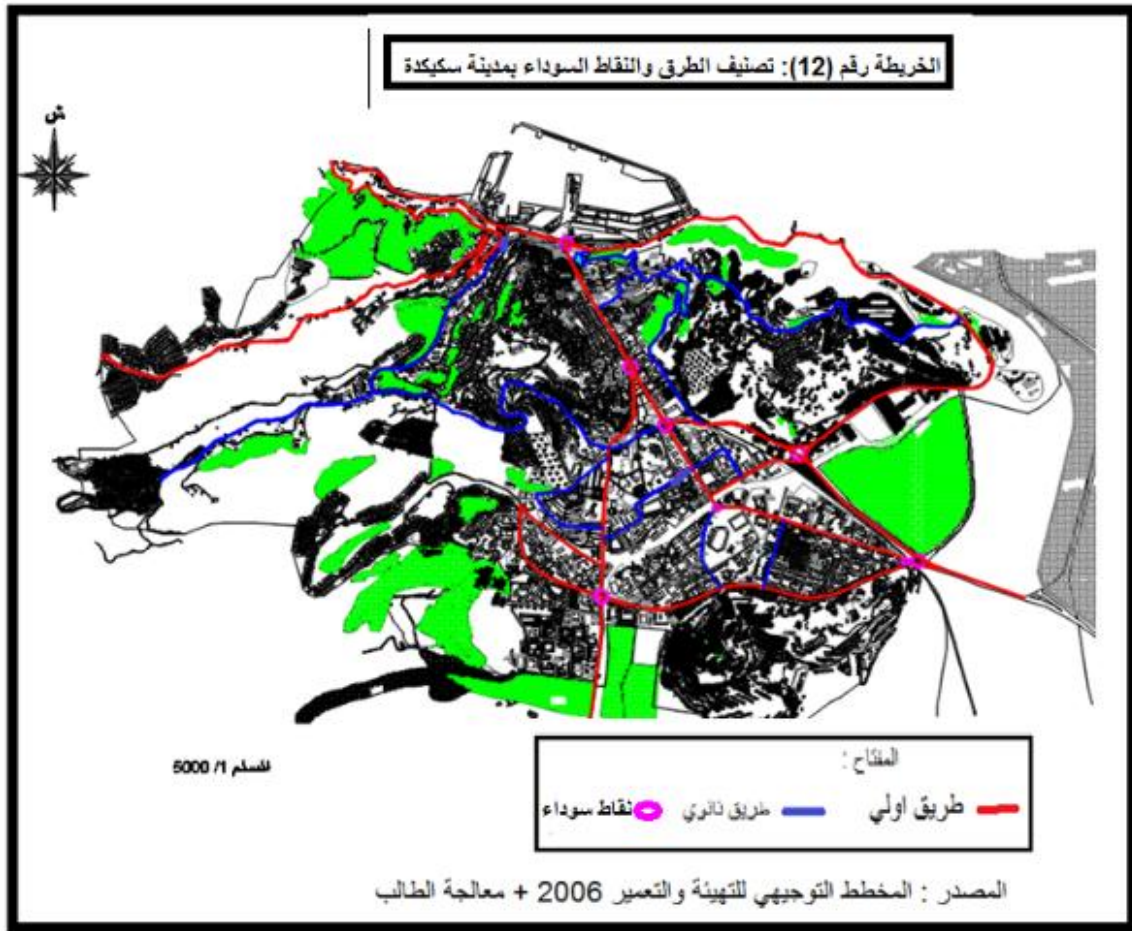 الخريطة رقم (12): تصنيف الطرق والنقاط السوداء بمدينة سكيكدة
ش
السلم 1/ 5000
المفتاح :
طريق اولي طريق ثانوي نقاط سوداء
المصدر : المخطط التوجيهي للتهيئة والتعمير 2006 + معالجة الطالب